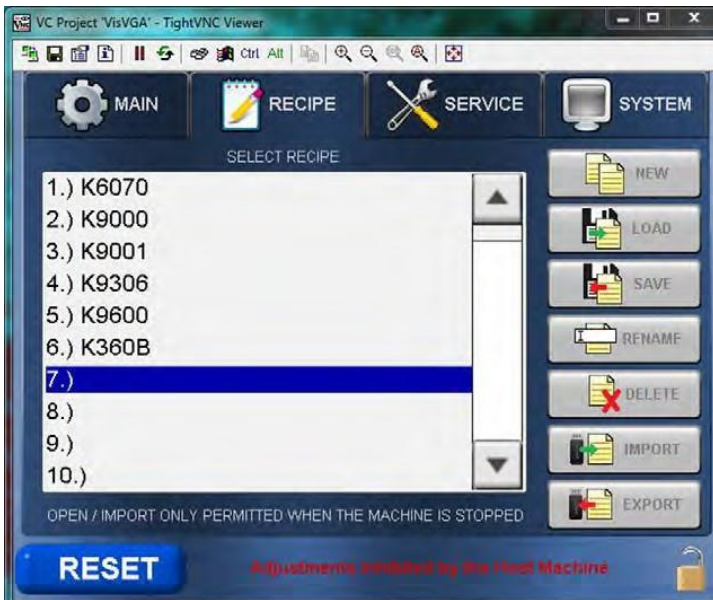 VC Project 'VisVGA' - TightVNC Viewer
Ctrl Alt
MAIN RECIPE SERVICE SYSTEM
SELECT RECIPE
1.) K6070
2.) K9000
3.) K9001
4.) K9306
5.) K9600
6.) K360B
7.)
8.)
9.)
10.)
NEW
LOAD
SAVE
RENAME
DELETE
IMPORT
EXPORT
OPEN / IMPORT ONLY PERMITTED WHEN THE MACHINE IS STOPPED
RESET
Adjustments Inhibited by the Host Machine